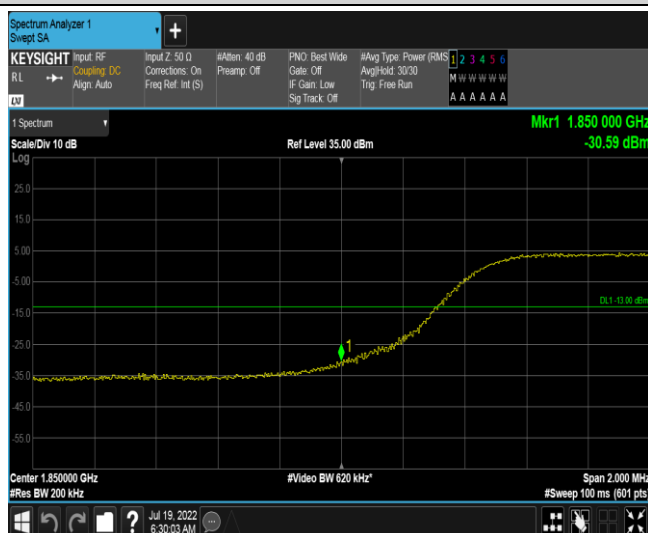 Spectrum Analyzer 1
Swept SA
+
KEYSIGHT
RL
Input: RF
Coupling: DC
Align: Auto
Input Z: 50 Ω
Corrections: On
Freq Ref: Int (S)
#Atten: 40 dB
Preamp: Off
PNO: Best Wide
Gate: Off
IF Gain: Low
Sig Track: Off
#Avg Type: Power (RMS
Avg|Hold: 30/30
Trig: Free Run
1 2 3 4 5 6
M W W W W W
A A A A A A
1 Spectrum
Scale/Div 10 dB
Ref Level 35.00 dBm
Mkr1 1.850 000 GHz
-30.59 dBm
Log
25.0
15.0
5.00
-5.00
-15.0
-25.0
-35.0
-45.0
-55.0
DL1 -13.00 dBm
1
Center 1.850000 GHz
#Video BW 620 kHz*
Span 2.000 MHz
#Res BW 200 kHz
#Sweep 100 ms (601 pts)
?
Jul 19, 2022
6:30:03 AM